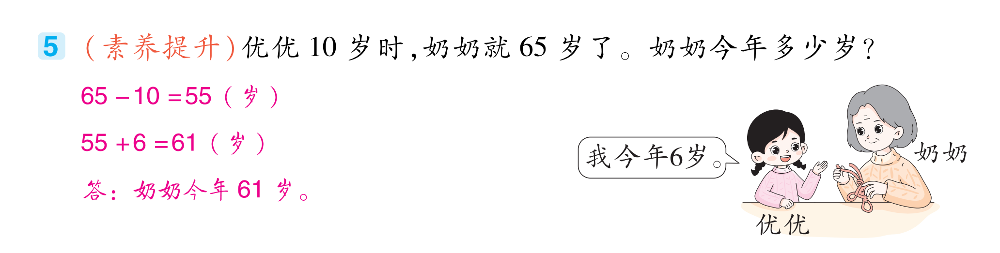 5 (素养提升)优优 10 岁时,奶奶就 65 岁了。奶奶今年多少岁?
65 - 10 = 55 ( 岁 )
55 + 6 = 61 ( 岁 )
我今年6岁。
奶奶
答：奶奶今年 61 岁。
优优